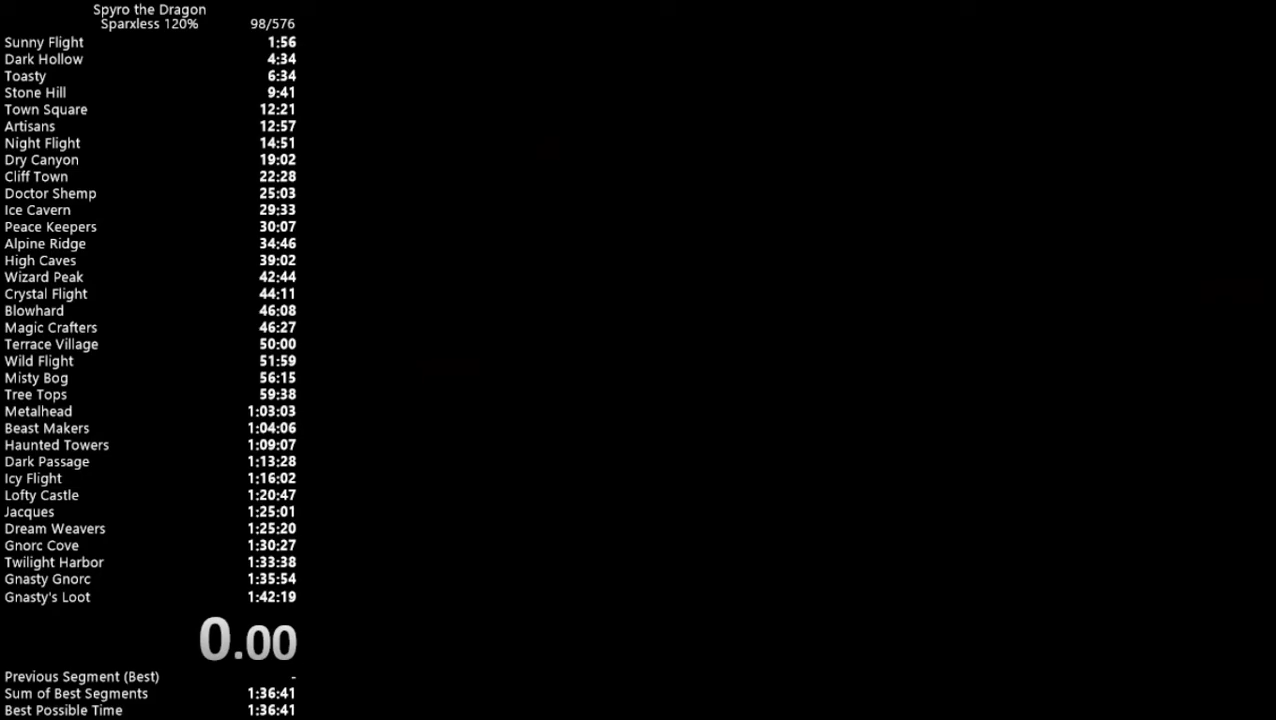 Spyro the Dragon
Sparxless 120% 98/576
Sunny Flight 1:56
Dark Hollow 4:34
Toasty 6:34
Stone Hill 9:41
Town Square 12:21
Artisans 12:57
Night Flight 14:51
Dry Canyon 19:02
Cliff Town 22:28
Doctor Shemp 25:03
Ice Cavern 29:33
Peace Keepers 30:07
Alpine Ridge 34:46
High Caves 39:02
Wizard Peak 42:44
Crystal Flight 44:11
Blowhard 46:08
Magic Crafters 46:27
Terrace Village 50:00
Wild Flight 51:59
Misty Bog 56:15
Tree Tops 59:38
Metalhead 1:03:03
Beast Makers 1:04:06
Haunted Towers 1:09:07
Dark Passage 1:13:28
Icy Flight 1:16:02
Lofty Castle 1:20:47
Jacques 1:25:01
Dream Weavers 1:25:20
Gnorc Cove 1:30:27
Twilight Harbor 1:33:38
Gnasty Gnorc 1:35:54
Gnasty's Loot 1:42:19
0.00
Previous Segment (Best) -
Sum of Best Segments 1:36:41
Best Possible Time 1:36:41